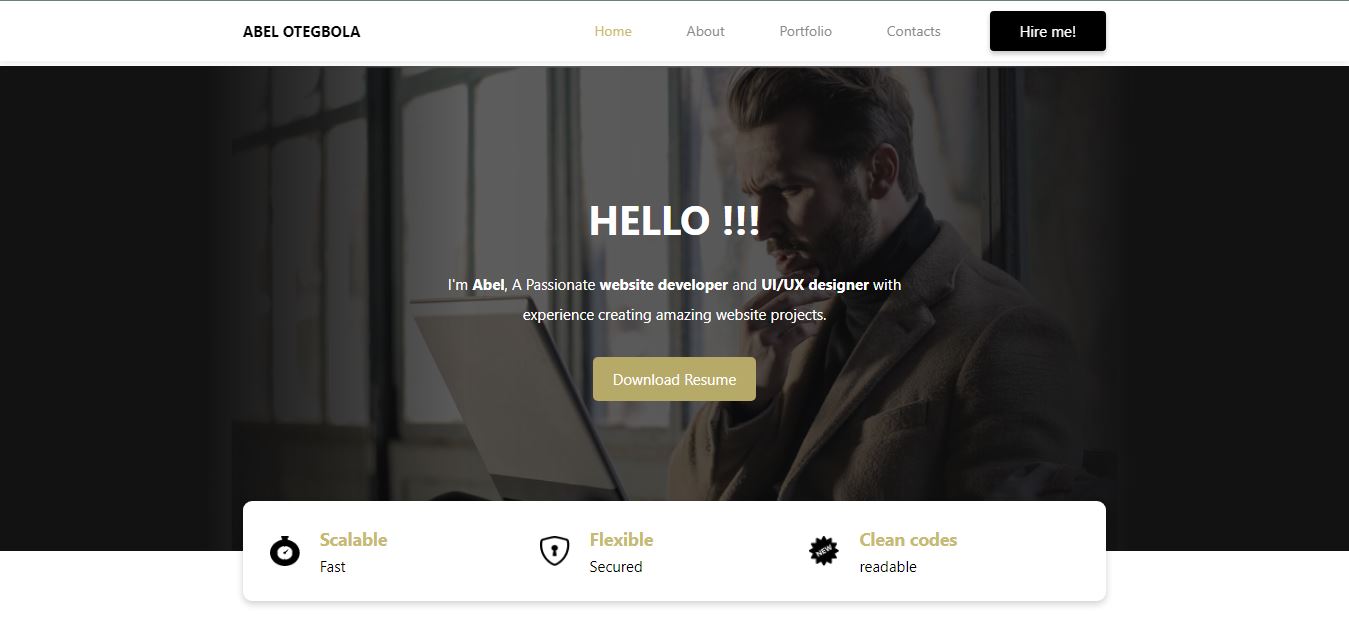 ABEL OTEGBOLA
Home
About
Portfolio
Contacts
Hire me!
HELLO !!!
I'm Abel, A Passionate website developer and UI/UX designer with
experience creating amazing website projects.
Download Resume
Scalable
Fast
Flexible
Secured
NEW
Clean codes
readable